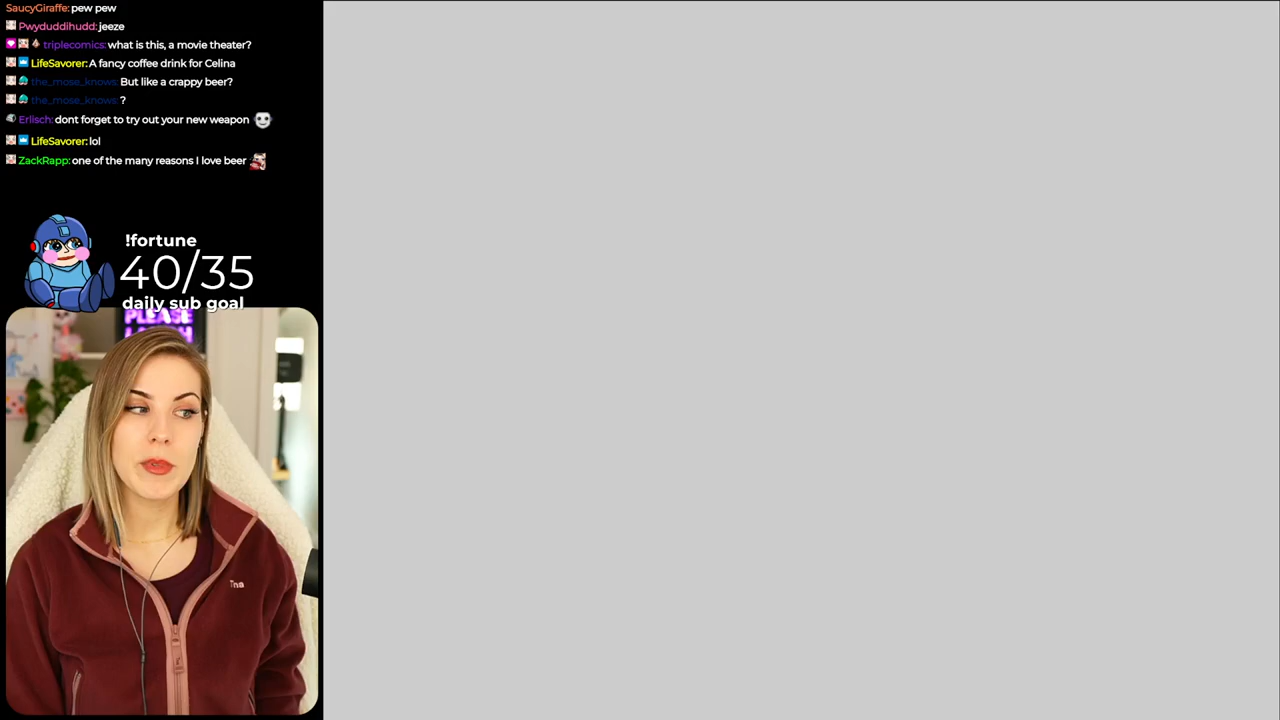 SaucyGiraffe: pew pew
Pwyduddihudd: jeeze
triplecomics: what is this, a movie theater?
LifeSavorer: A fancy coffee drink for Celina
the_mose_knows: But like a crappy beer?
the_mose_knows: ?
Erlisch: dont forget to try out your new weapon
LifeSavorer: lol
ZackRapp: one of the many reasons I love beer
!fortune
40/35
daily sub goal
PLEASE
ina